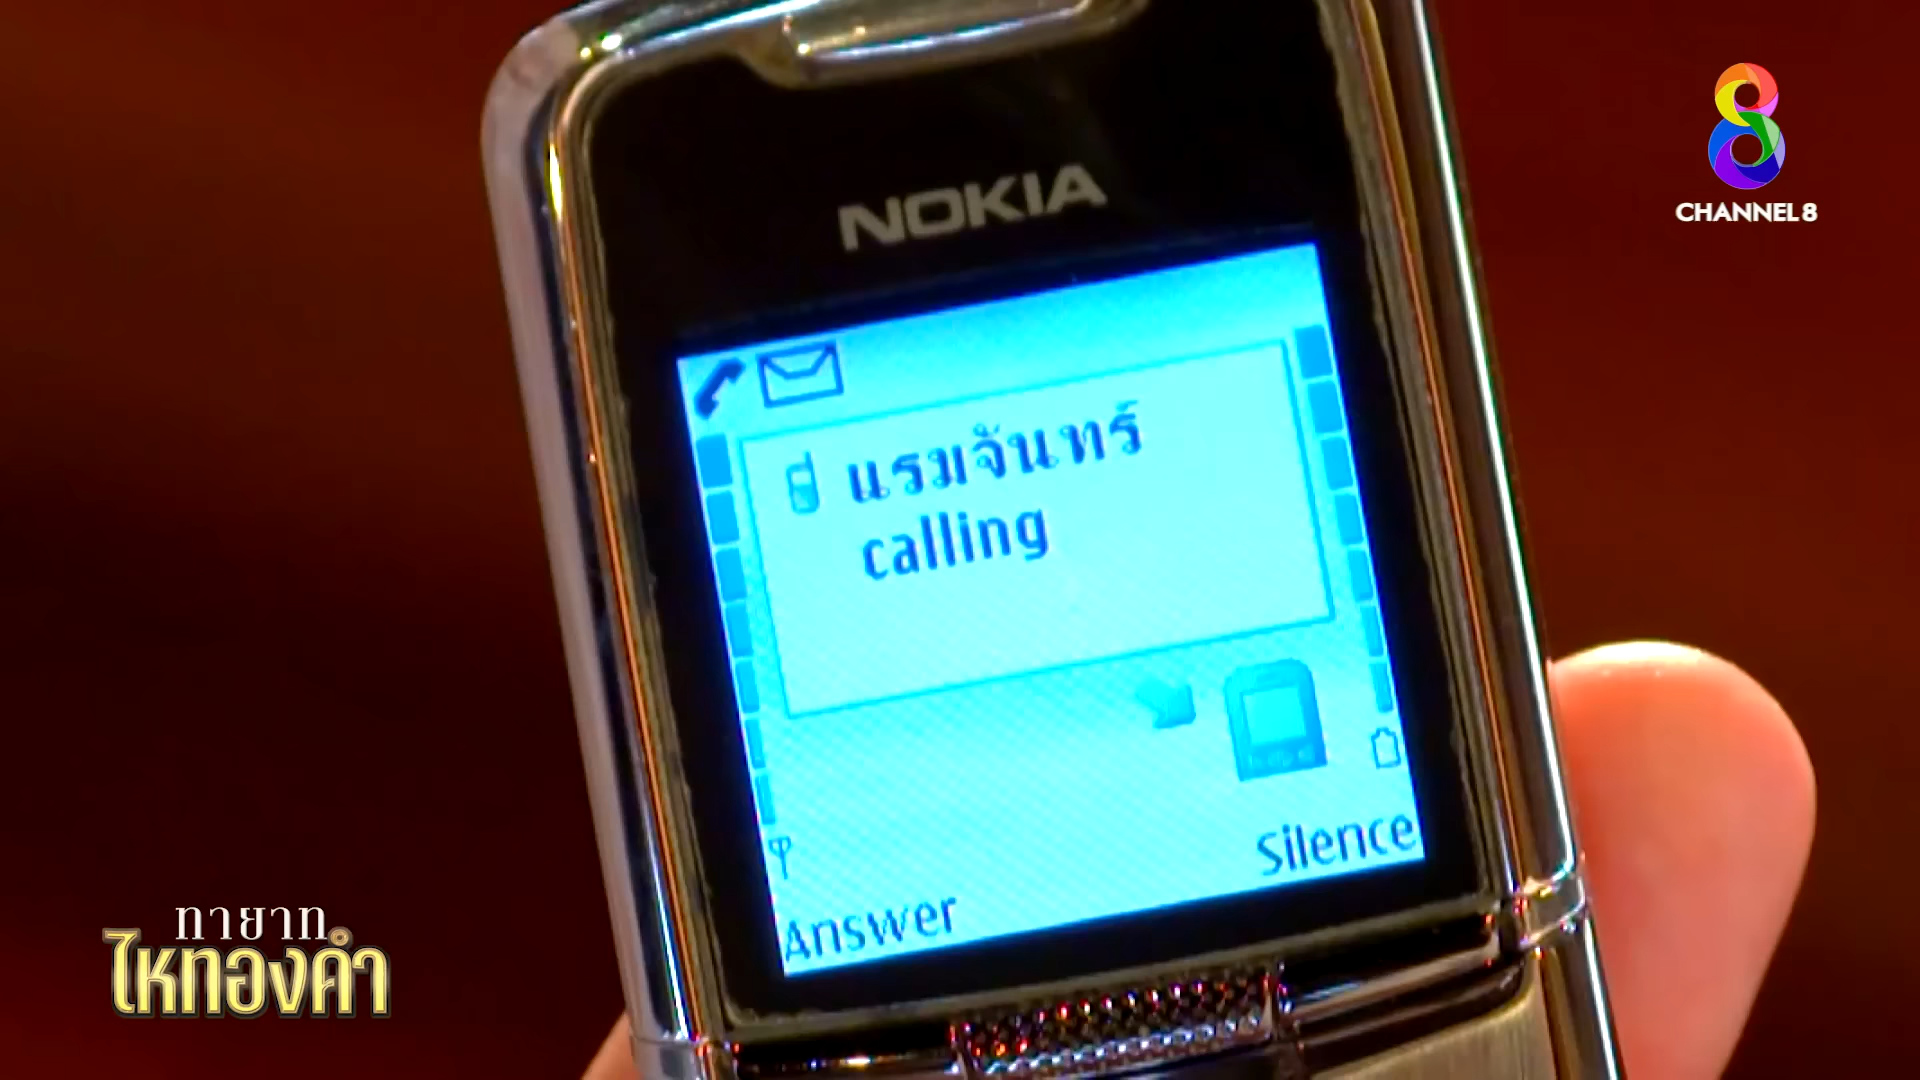 CHANNEL 8
NOKIA
แรมจันทร์
calling
Silence
Answer
ทายาท
ไหทองคำ